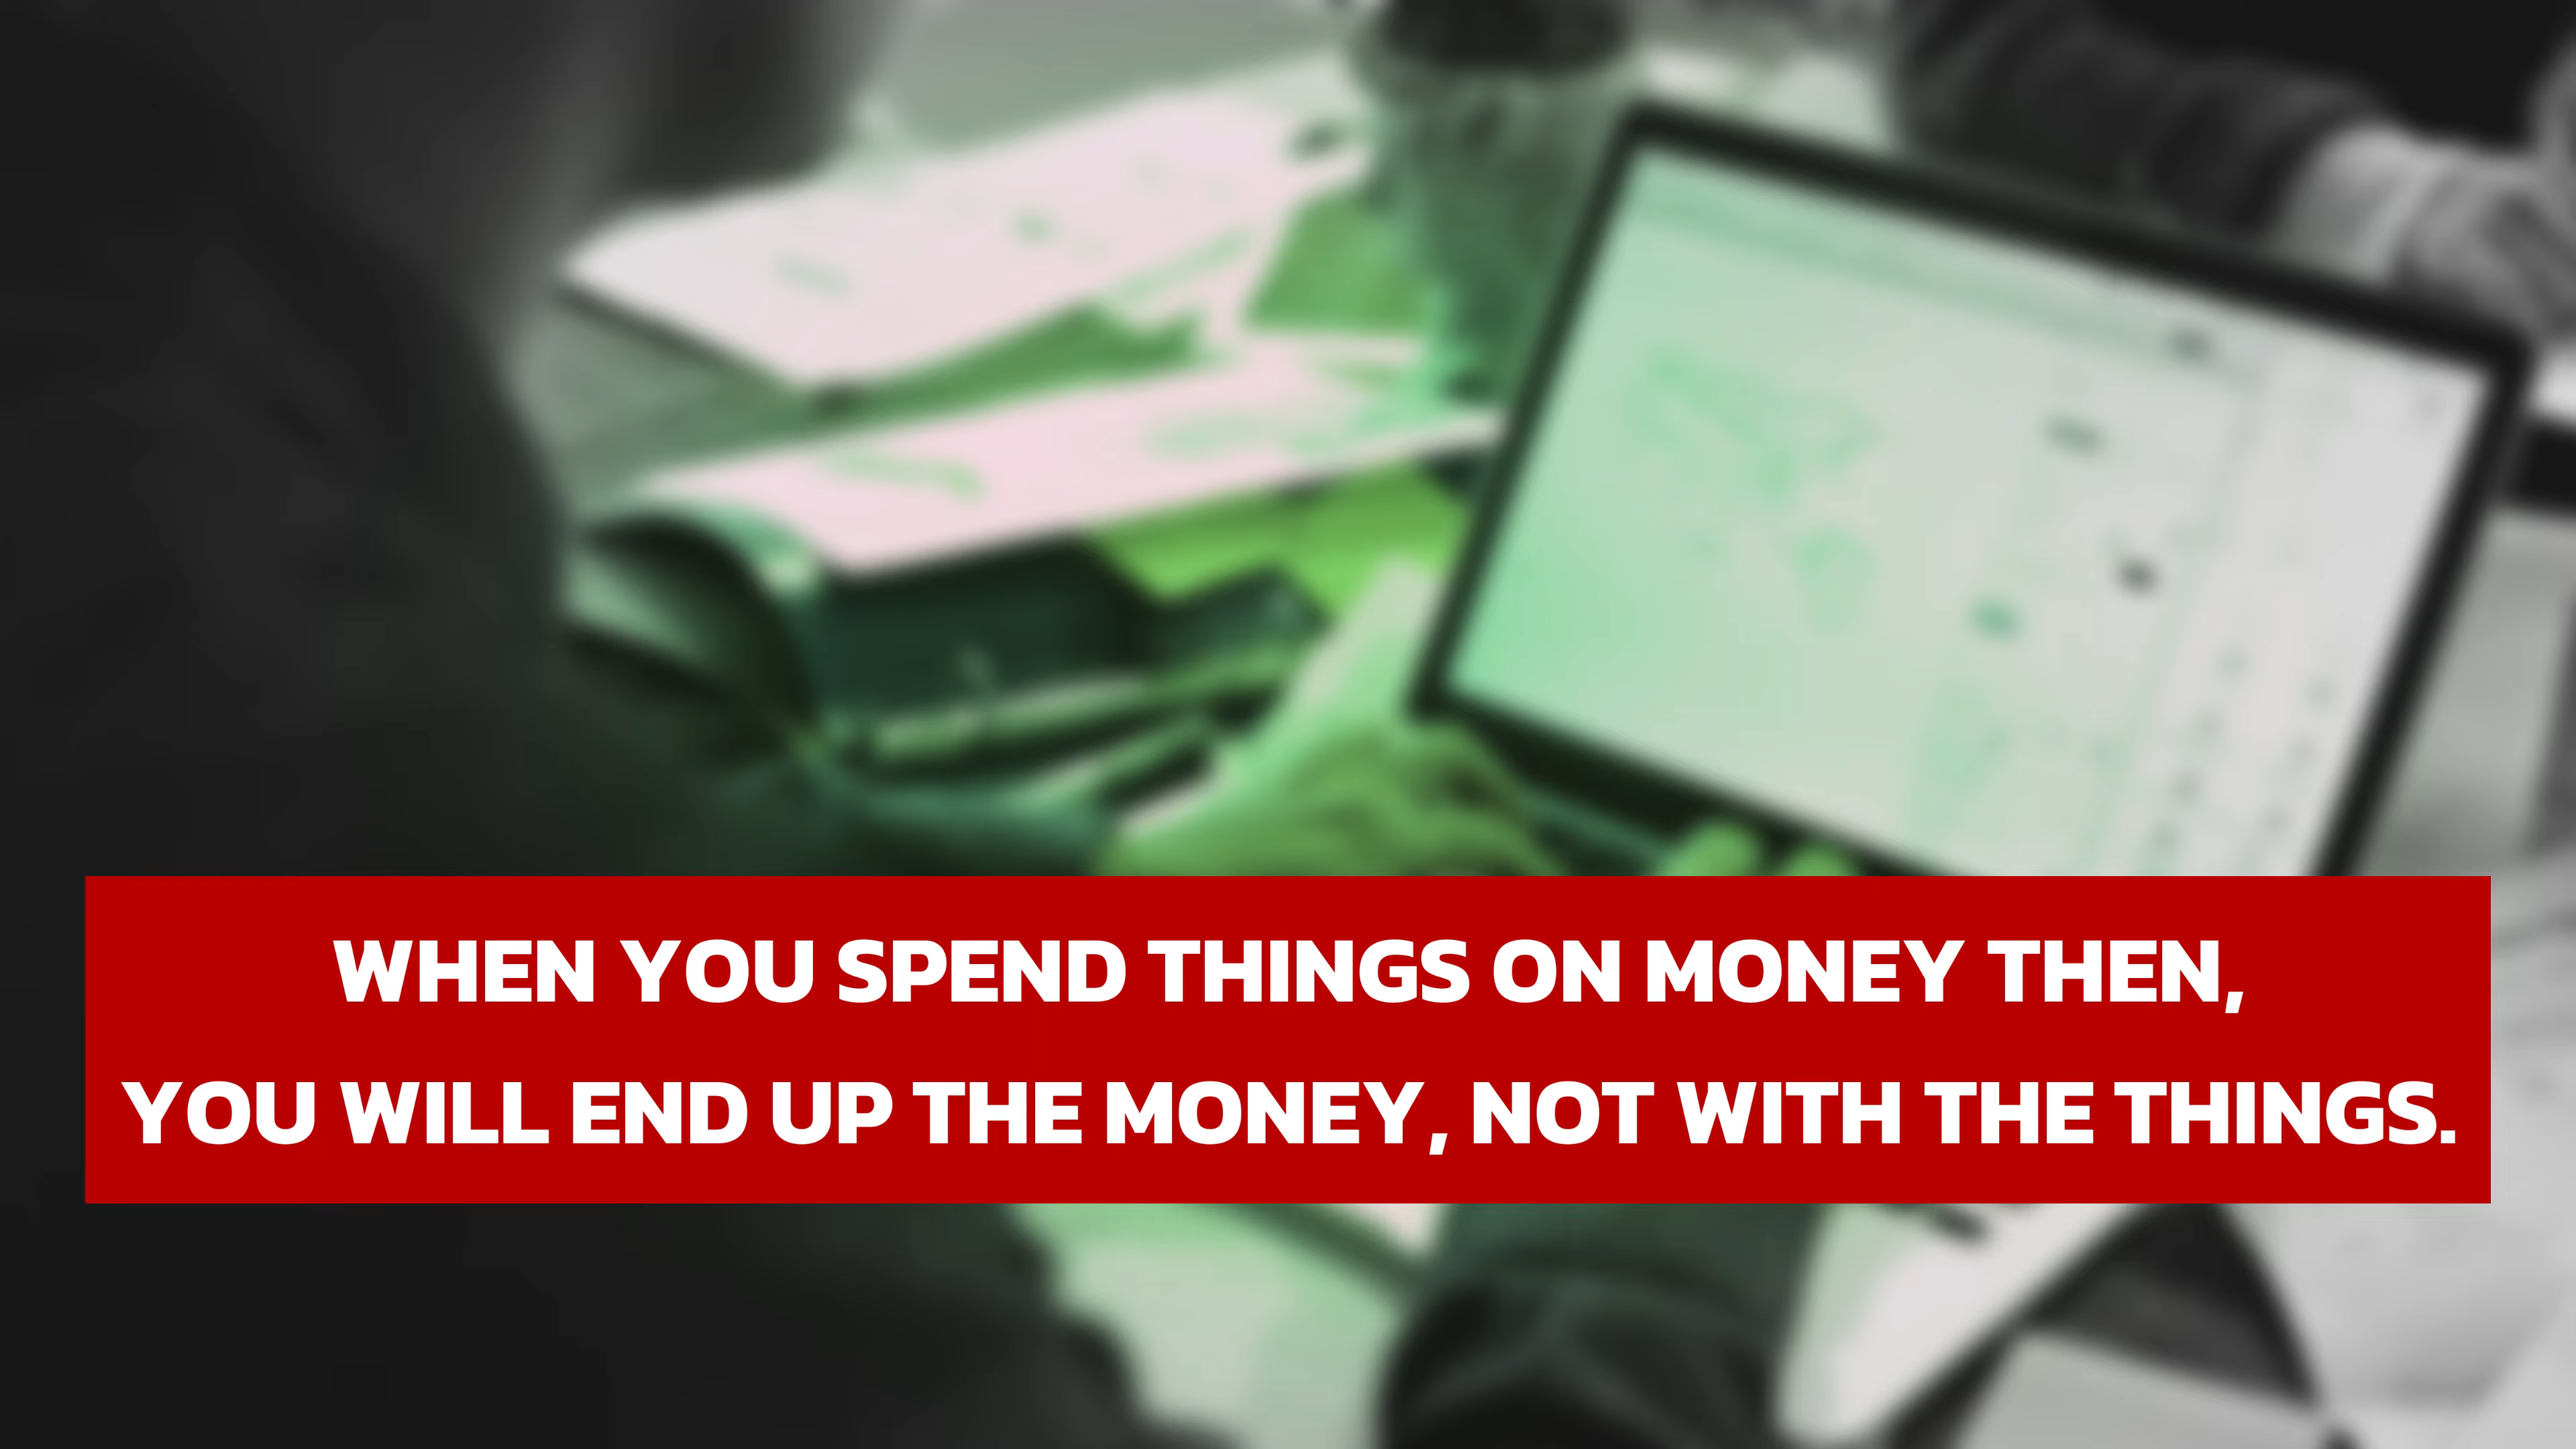 WHEN YOU SPEND THINGS ON MONEY THEN,
YOU WILL END UP THE MONEY, NOT WITH THE THINGS.